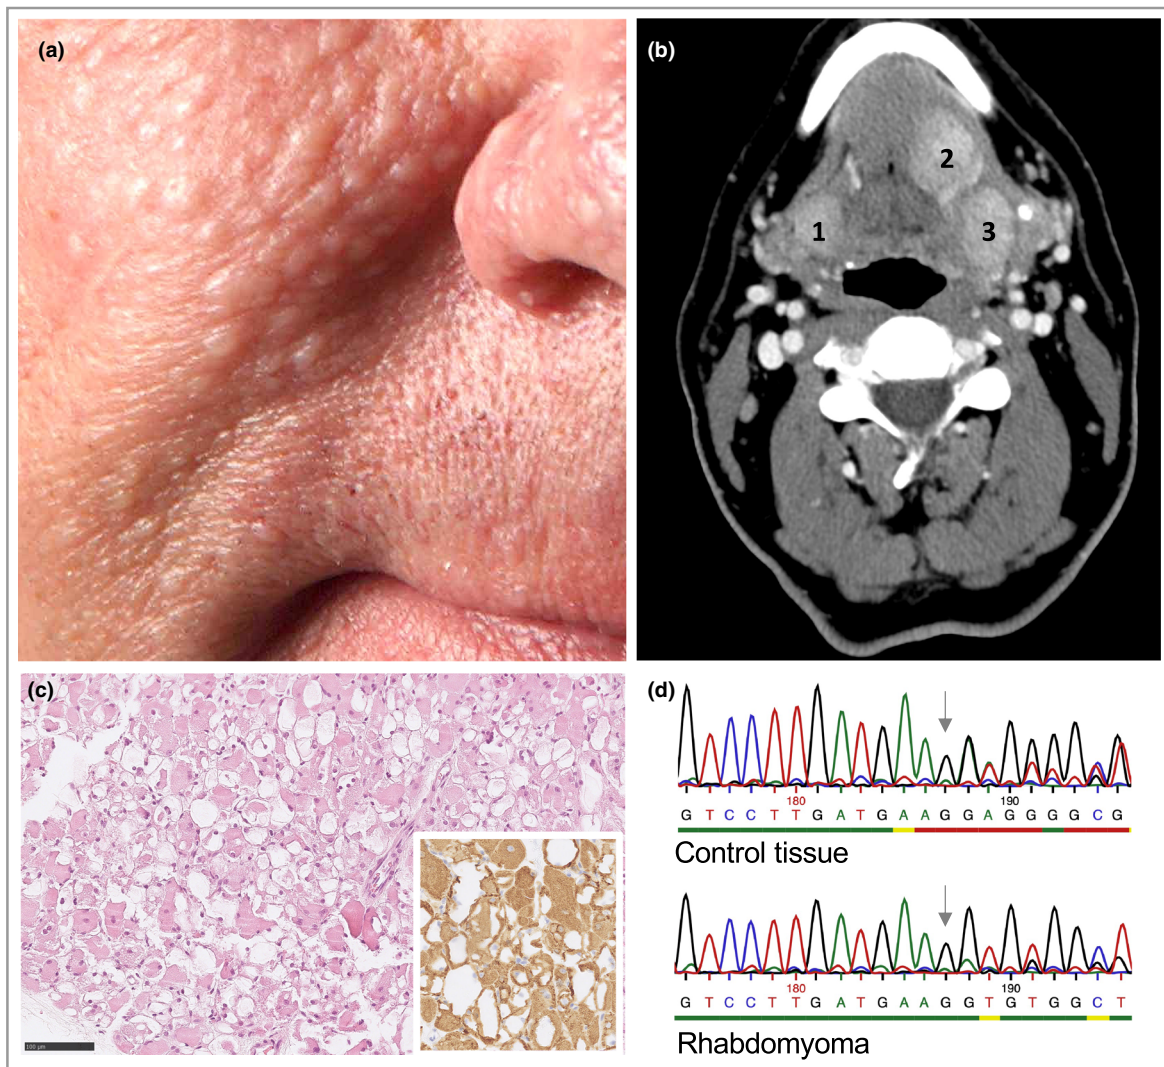 (a)
(b)
1
2
3
(c)
100 µm
(d)
180
190
G T C C T T G A T G A A G G A G G G G C G
Control tissue
180
190
G T C C T T G A T G A A G G T G T G G C T
Rhabdomyoma